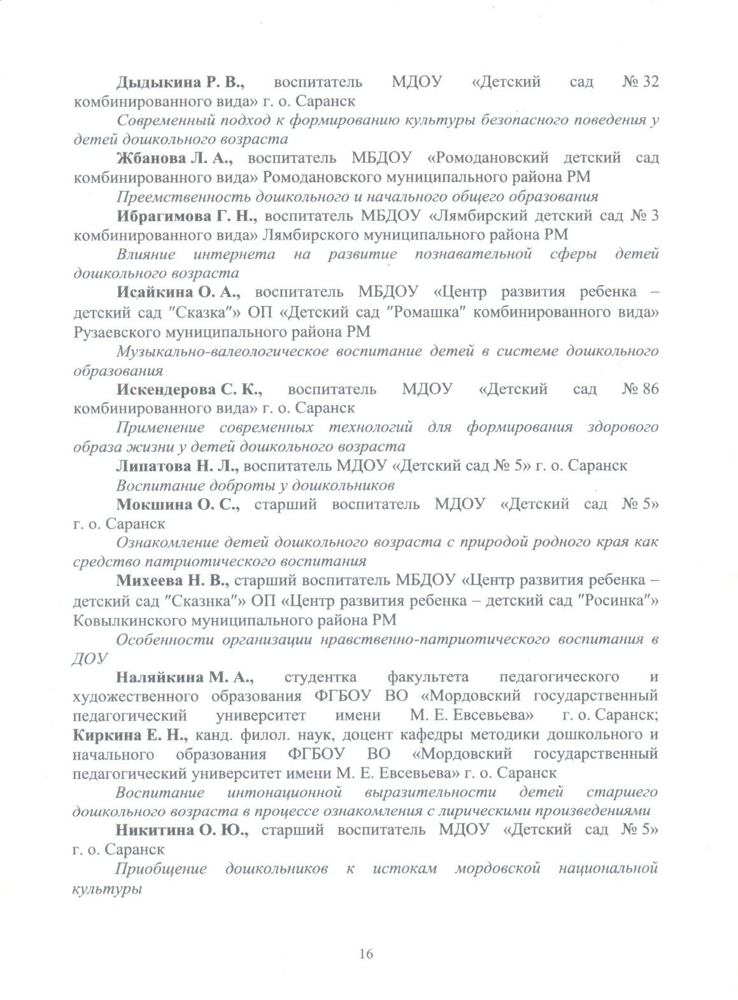 Дыдыкина Р. В., воспитатель МДОУ «Детский сад № 32
комбинированного вида» г. о. Саранск
Современный подход к формированию культуры безопасного поведения у
детей дошкольного возраста
Жбанова Л. А., воспитатель МБДОУ «Ромодановский детский сад
комбинированного вида» Ромодановского муниципального района РМ
Преемственность дошкольного и начального общего образования
Ибрагимова Г. Н., воспитатель МБДОУ «Лямбирский детский сад № 3
комбинированного вида» Лямбирского муниципального района РМ
Влияние интернета на развитие познавательной сферы детей
дошкольного возраста
Исайкина О. А., воспитатель МБДОУ «Центр развития ребенка –
детский сад "Сказка"» ОП «Детский сад "Ромашка" комбинированного вида»
Рузаевского муниципального района РМ
Музыкально-валеологическое воспитание детей в системе дошкольного
образования
Искендерова С. К., воспитатель МДОУ «Детский сад № 86
комбинированного вида» г. о. Саранск
Применение современных технологий для формирования здорового
образа жизни у детей дошкольного возраста
Липатова Н. Л., воспитатель МДОУ «Детский сад № 5» г. о. Саранск
Воспитание доброты у дошкольников
Мокшина О. С., старший воспитатель МДОУ «Детский сад № 5»
г. о. Саранск
Ознакомление детей дошкольного возраста с природой родного края как
средство патриотического воспитания
Михеева Н. В., старший воспитатель МБДОУ «Центр развития ребенка –
детский сад "Сказнка"» ОП «Центр развития ребенка – детский сад "Росинка"»
Ковылкинского муниципального района РМ
Особенности организации нравственно-патриотического воспитания в
ДОУ
Наляйкина М. А., студентка факультета педагогического и
художественного образования ФГБОУ ВО «Мордовский государственный
педагогический университет имени М. Е. Евсевьева» г. о. Саранск;
Киркина Е. Н., канд. филол. наук, доцент кафедры методики дошкольного и
начального образования ФГБОУ ВО «Мордовский государственный
педагогический университет имени М. Е. Евсевьева» г. о. Саранск
Воспитание интонационной выразительности детей старшего
дошкольного возраста в процессе ознакомления с лирическими произведениями
Никитина О. Ю., старший воспитатель МДОУ «Детский сад № 5»
г. о. Саранск
Приобщение дошкольников к истокам мордовской национальной
культуры
16